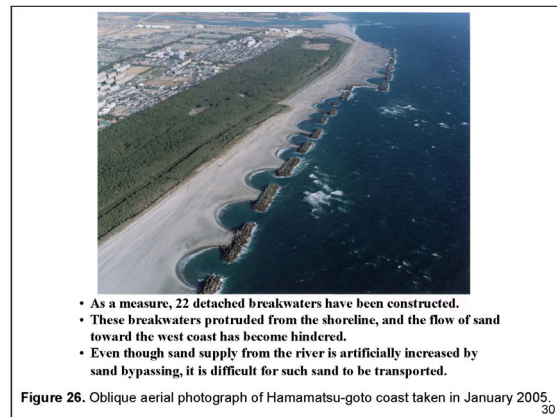 • As a measure, 22 detached breakwaters have been constructed.
• These breakwaters protruded from the shoreline, and the flow of sand
toward the west coast has become hindered.
• Even though sand supply from the river is artificially increased by
sand bypassing, it is difficult for such sand to be transported.
Figure 26. Oblique aerial photograph of Hamamatsu-goto coast taken in January 2005.
30